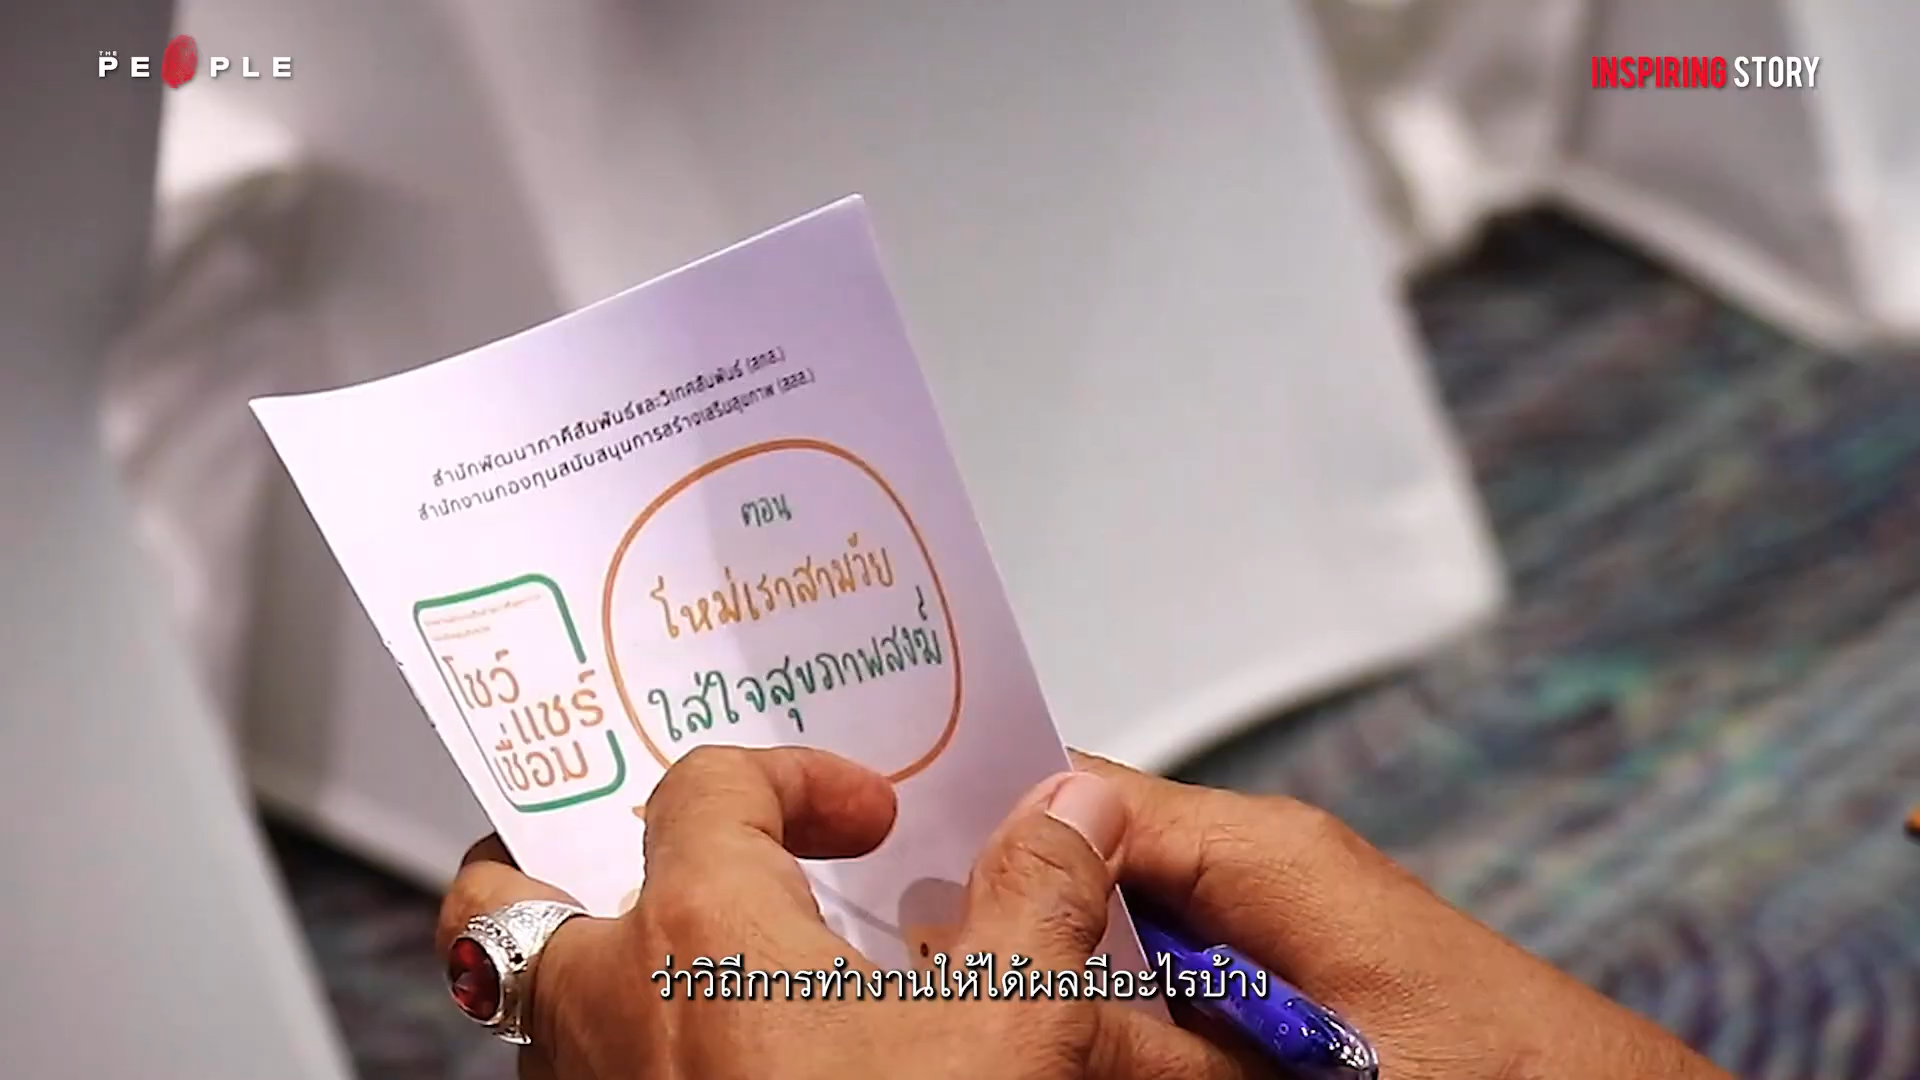 THE PEOPLE
INSPIRING STORY
สำนักพัฒนาภาคีสัมพันธ์และวิเทศสัมพันธ์ (สภส.)
สำนักงานกองทุนสนับสนุนการสร้างเสริมสุขภาพ (สสส.)
ตอน
โหม่เราสามวัย
ใส่ใจสุขภาพสงฆ์
โชว์
แชร์
เชื่อม
ว่าวิถีการทำงานให้ได้ผลมีอะไรบ้าง